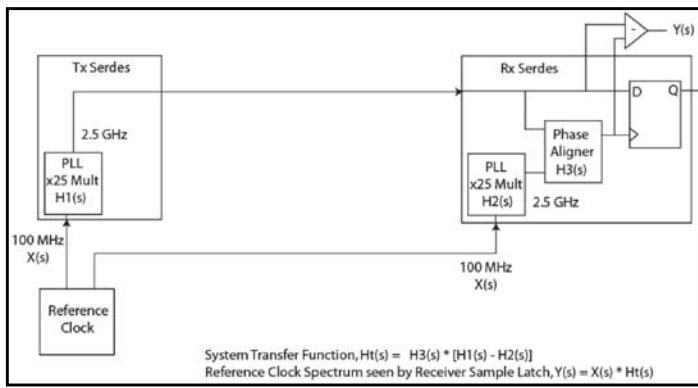 Y(s)
-
Tx Serdes
Rx Serdes
D
Q
2.5 GHz
Phase
Aligner
H3(s)
PLL
x25 Mult
H1(s)
PLL
x25 Mult
H2(s)
2.5 GHz
100 MHz
X(s)
100 MHz
X(s)
Reference
Clock
System Transfer Function, Ht(s) = H3(s) * [H1(s) - H2(s)]
Reference Clock Spectrum seen by Receiver Sample Latch, Y(s) = X(s) * Ht(s)